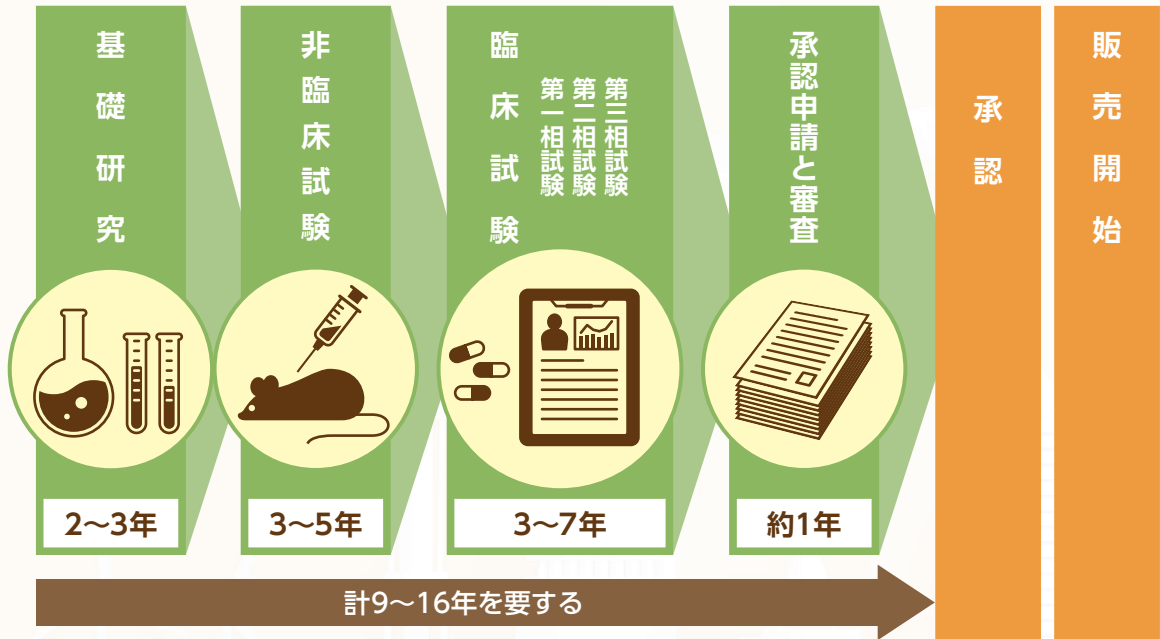 基礎研究
2〜3年
非臨床試験
3〜5年
臨床試験
第一相試験
第二相試験
第三相試験
3〜7年
承認申請と審査
約1年
承認
販売開始
計9〜16年を要する